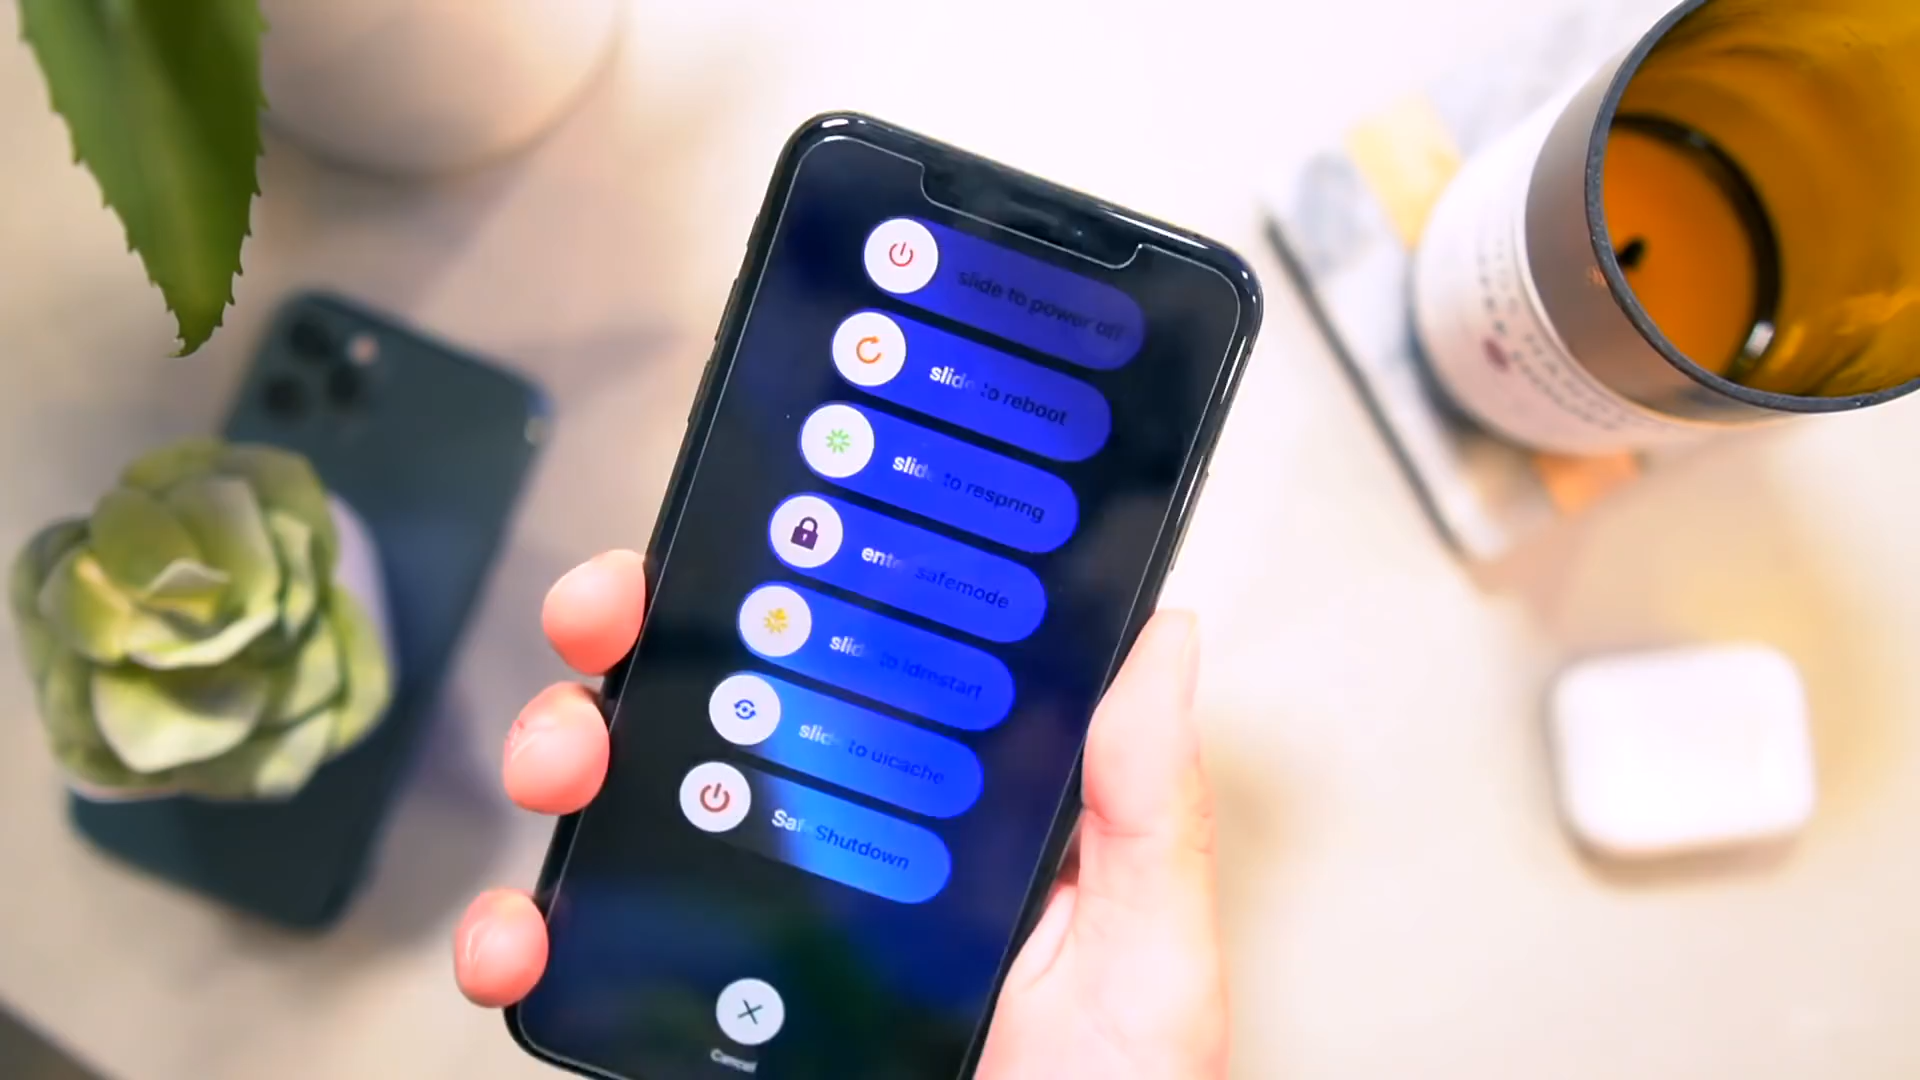 slide to power off
slide to reboot
slide to respring
enter safemode
slide to ldrestart
slide to uicache
Safe Shutdown
Cancel